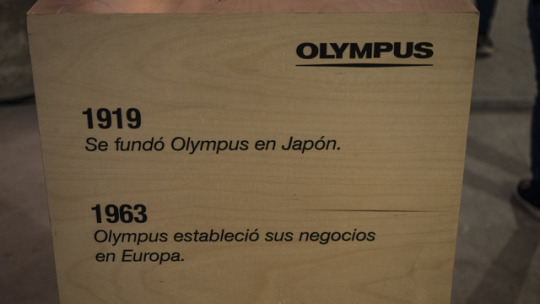 OLYMPUS
1919
Se fundó Olympus en Japón.
1963
Olympus estableció sus negocios
en Europa.